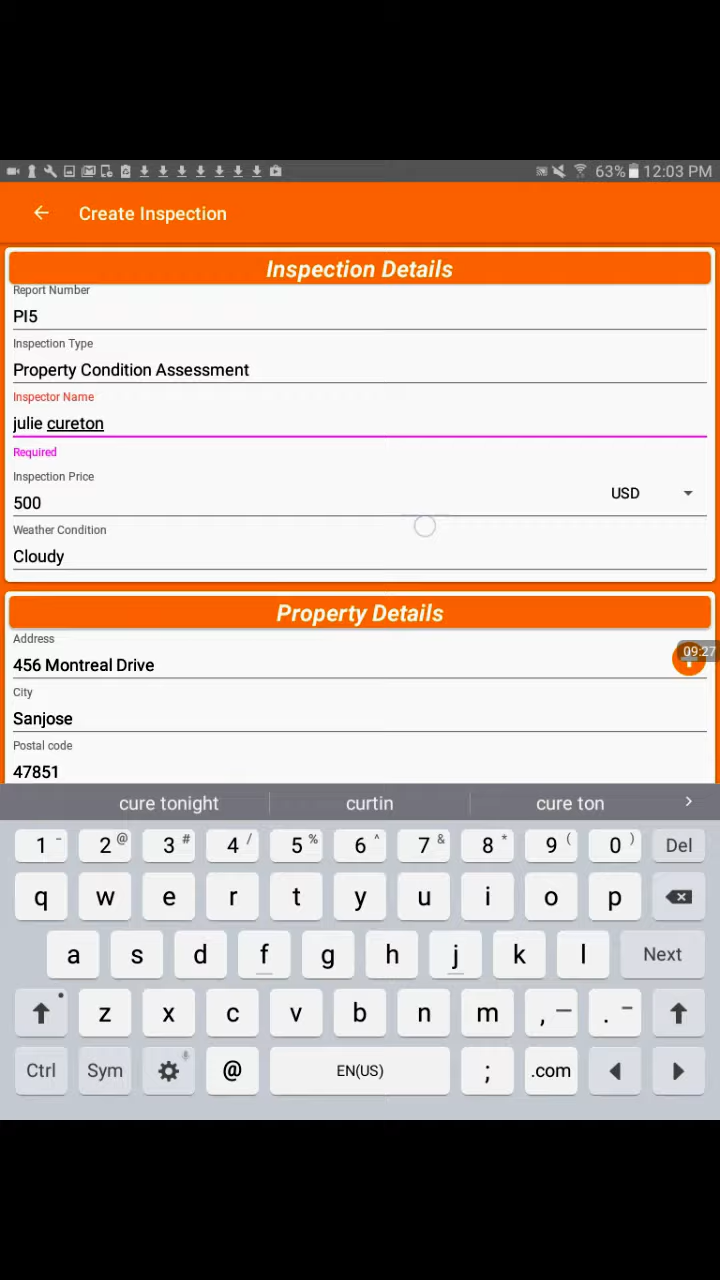 63% 12:03 PM
Create Inspection
Inspection Details
Report Number
PI5
Inspection Type
Property Condition Assessment
Inspector Name
julie cureton
Required
Inspection Price
500 USD
Weather Condition
Cloudy
Property Details
Address
456 Montreal Drive
09:27
City
Sanjose
Postal code
47851
cure tonight curtin cure ton >
1 - 2 @ 3 # 4 / 5 % 6 ^ 7 & 8 * 9 ( 0 ) Del
q w e r t y u i o p
a s d f g h j k l Next
z x c v b n m , — . -
Ctrl Sym @ EN(US) ; .com